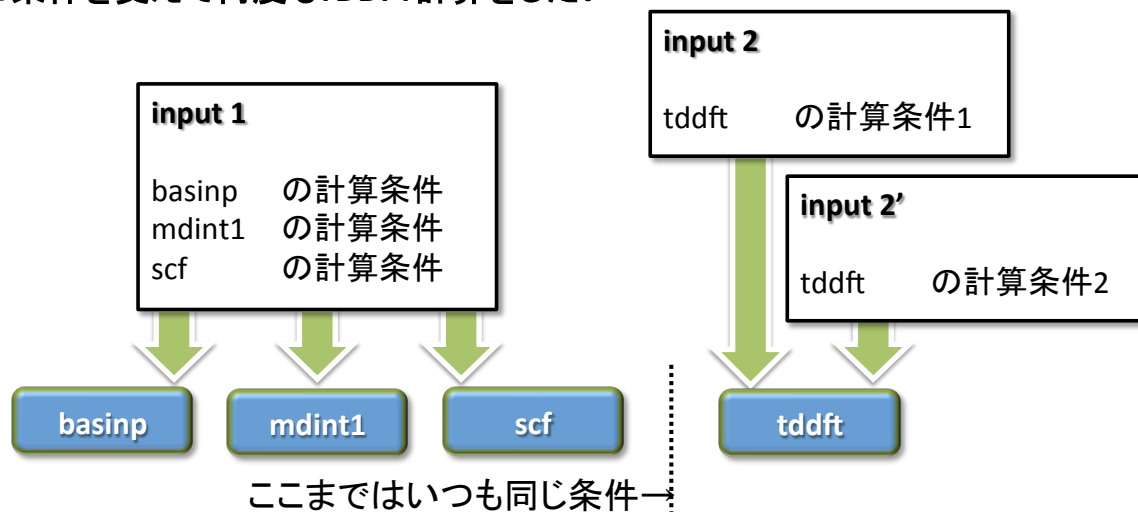 input 1
basinp の計算条件
mdint1 の計算条件
scf の計算条件
input 2
tddft の計算条件1
input 2’
tddft の計算条件2
basinp
mdint1
scf
tddft
ここまではいつも同じ条件→